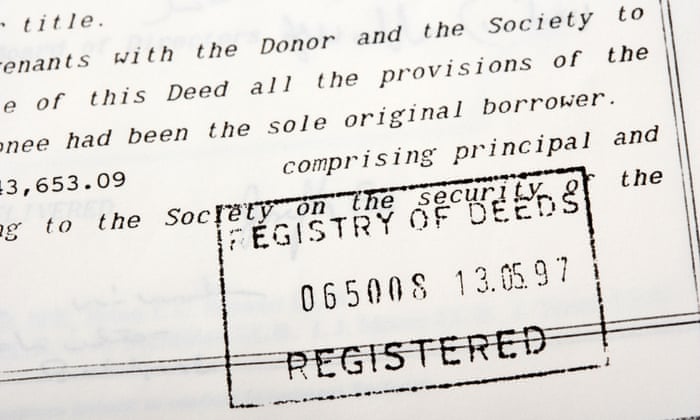 title.
enants with the Donor and the Society to
e of this Deed all the provisions of the
nee had been the sole original borrower.
3,653.09 comprising principal and
g to the Society on the security of the
REGISTRY OF DEEDS
065008 13.05.97
REGISTERED